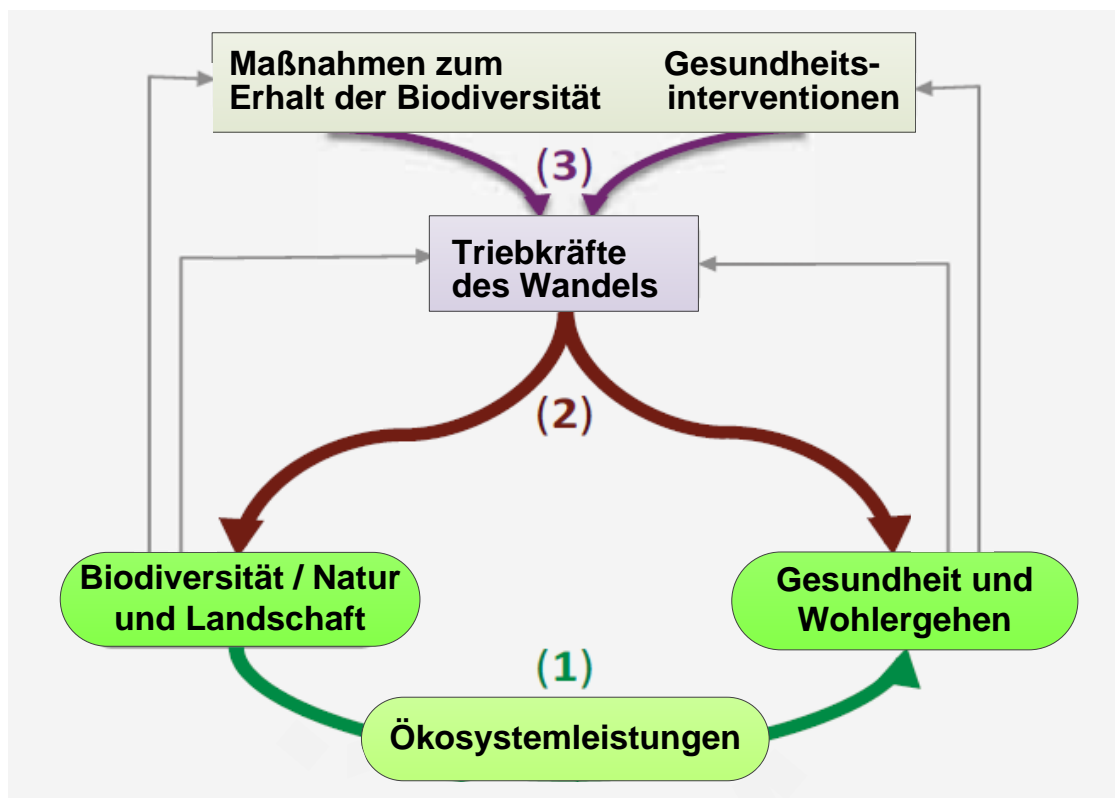 Maßnahmen zum
Erhalt der Biodiversität
Gesundheits-
interventionen
(3)
Triebkräfte
des Wandels
(2)
Biodiversität / Natur
und Landschaft
Gesundheit und
Wohlergehen
(1)
Ökosystemleistungen